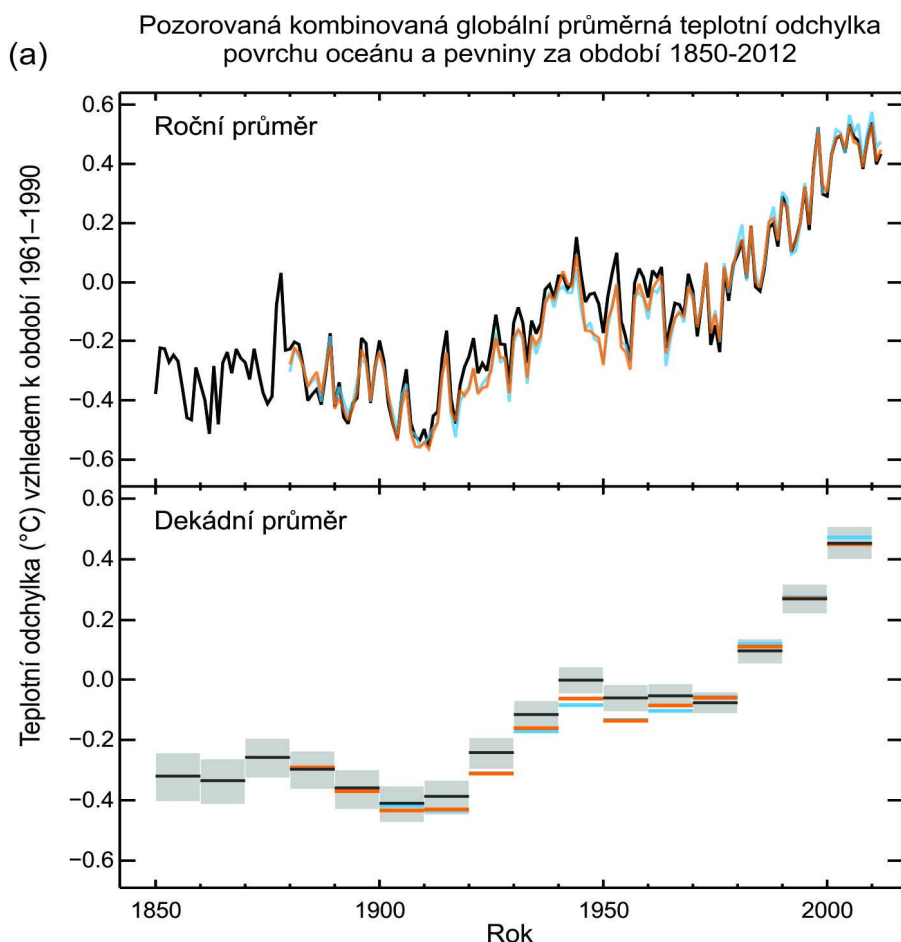 Pozorovaná kombinovaná globální průměrná teplotní odchylka
povrchu oceánu a pevniny za období 1850-2012
(a)
Teplotní odchylka (°C) vzhledem k období 1961–1990
Roční průměr
0.6
0.4
0.2
0.0
−0.2
−0.4
−0.6
Dekádní průměr
0.6
0.4
0.2
0.0
−0.2
−0.4
−0.6
1850
1900
1950
2000
Rok